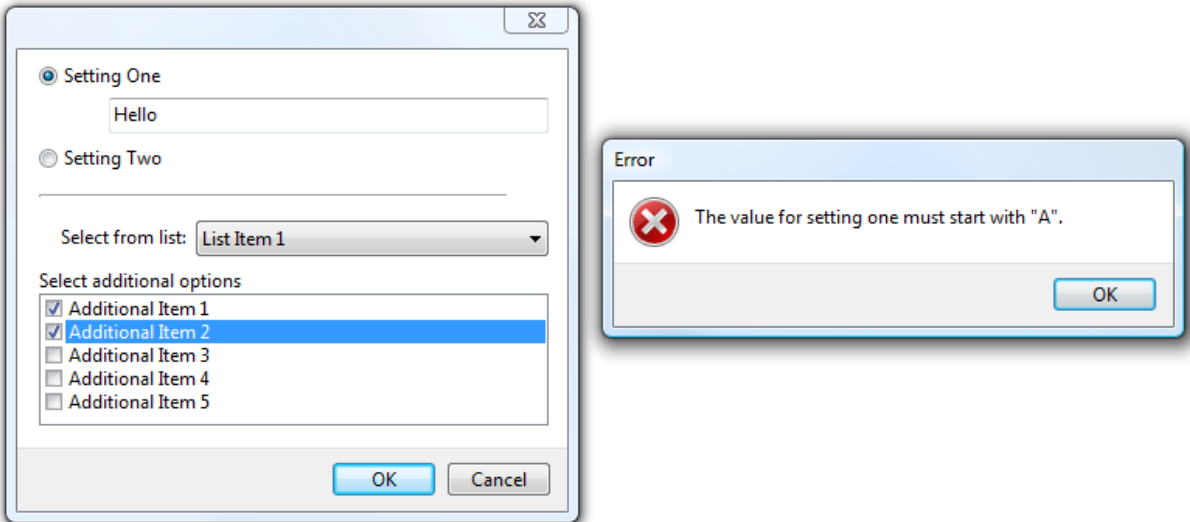 Setting One
Hello
Setting Two
Select from list: List Item 1
Select additional options
Additional Item 1
Additional Item 2
Additional Item 3
Additional Item 4
Additional Item 5
OK Cancel
Error
The value for setting one must start with "A".
OK